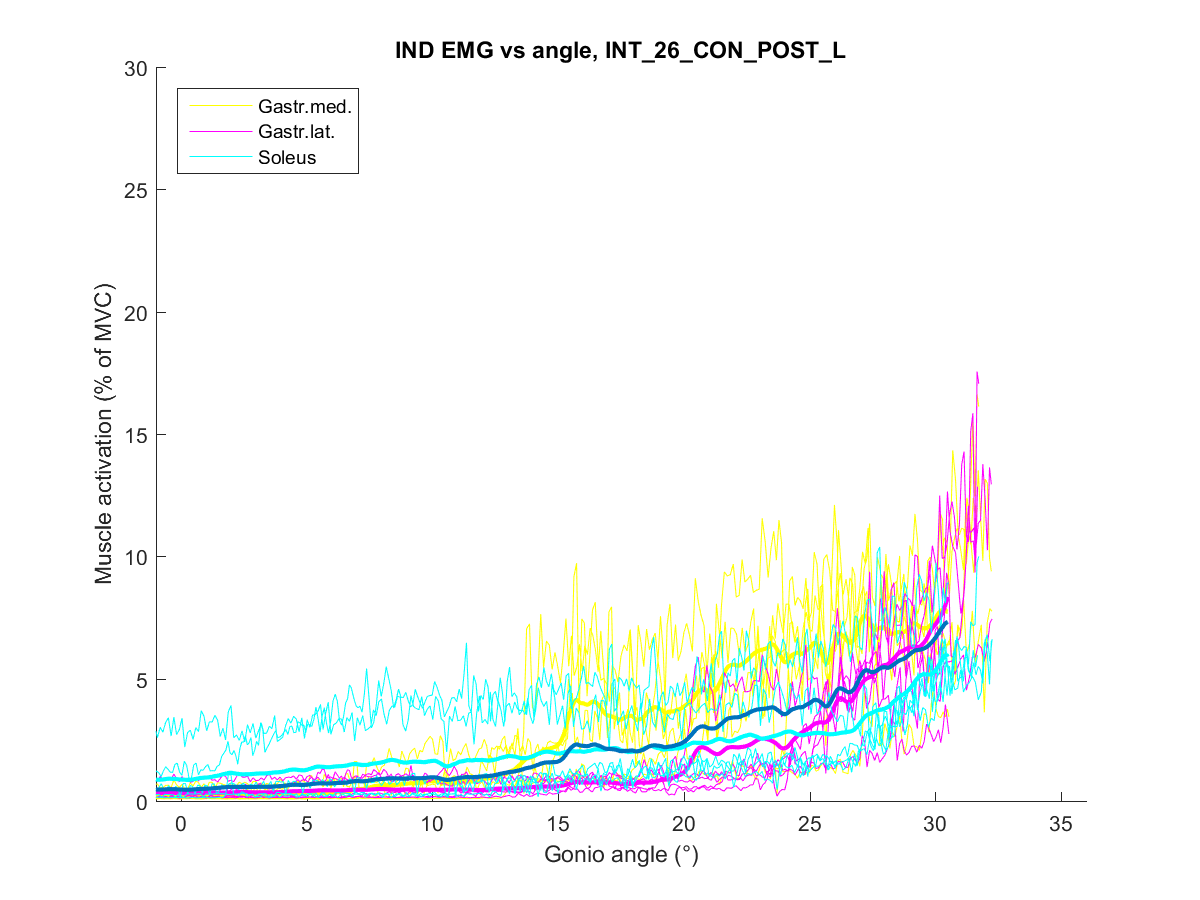 IND EMG vs angle, INT_26_CON_POST_L
30
25
20
15
10
5
0
Muscle activation (% of MVC)
Gastr.med.
Gastr.lat.
Soleus
0 5 10 15 20 25 30 35
Gonio angle (°)